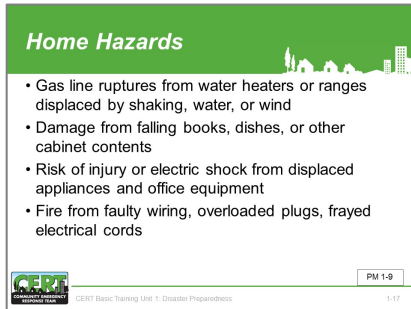 Home Hazards
• Gas line ruptures from water heaters or ranges
displaced by shaking, water, or wind
• Damage from falling books, dishes, or other
cabinet contents
• Risk of injury or electric shock from displaced
appliances and office equipment
• Fire from faulty wiring, overloaded plugs, frayed
electrical cords
PM 1-9
CERT
COMMUNITY EMERGENCY
RESPONSE TEAM
CERT Basic Training Unit 1: Disaster Preparedness
1-17